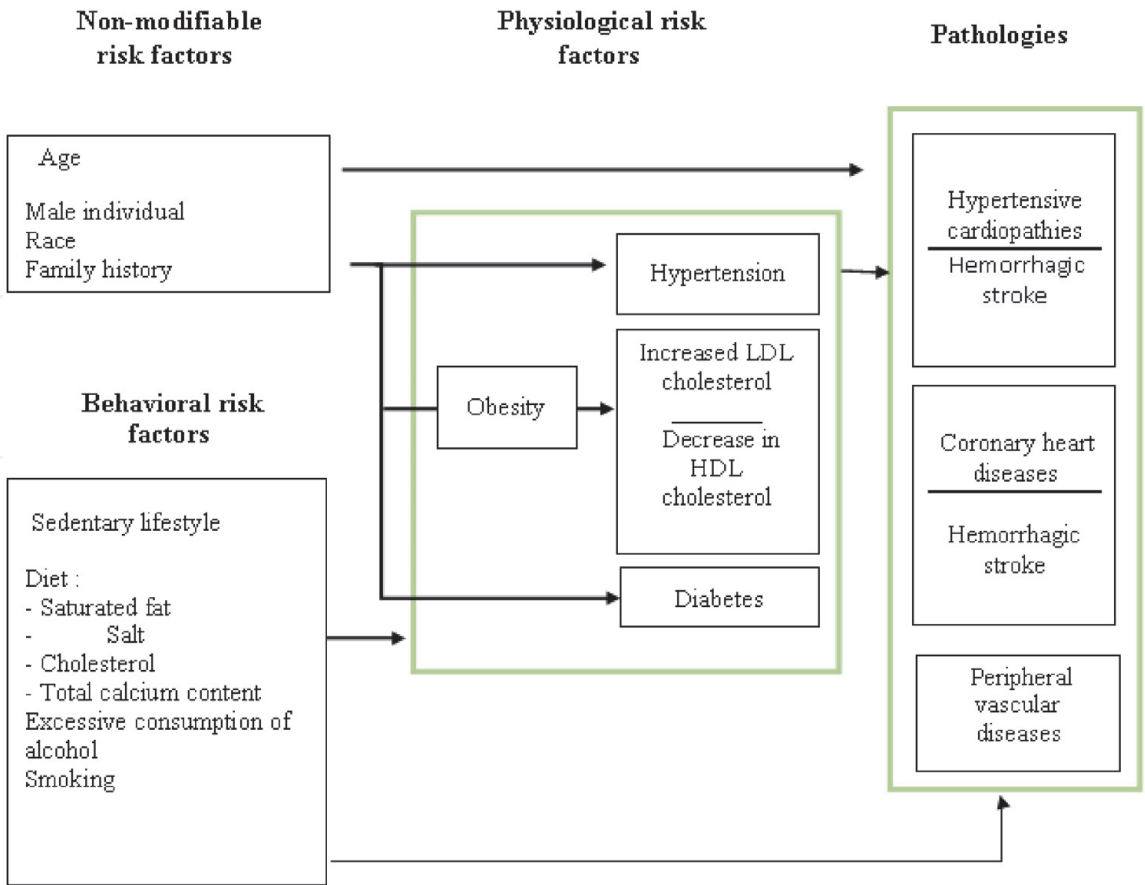 Non-modifiable
risk factors
Age
Male individual
Race
Family history
Behavioral risk
factors
Sedentary lifestyle
Diet :
- Saturated fat
- Salt
- Cholesterol
- Total calcium content
Excessive consumption of
alcohol
Smoking
Physiological risk
factors
Hypertension
Obesity
Increased LDL
cholesterol
Decrease in
HDL
cholesterol
Diabetes
Pathologies
Hypertensive
cardiopathies
Hemorrhagic
stroke
Coronary heart
diseases
Hemorrhagic
stroke
Peripheral
vascular
diseases